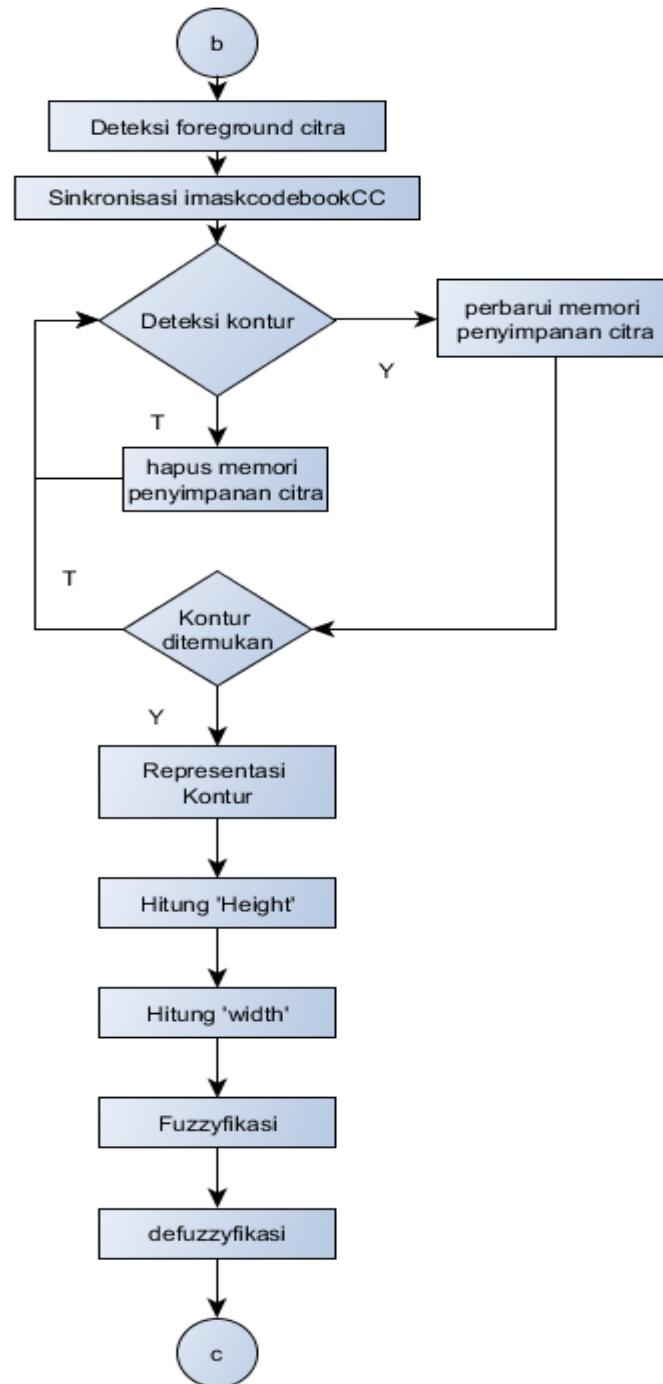 b
Deteksi foreground citra
Sinkronisasi imaskcodebookCC
Deteksi kontur
perbarui memori
penyimpanan citra
Y
T
hapus memori
penyimpanan citra
T
Kontur
ditemukan
Y
Representasi
Kontur
Hitung 'Height'
Hitung 'width'
Fuzzyfikasi
defuzzyfikasi
c